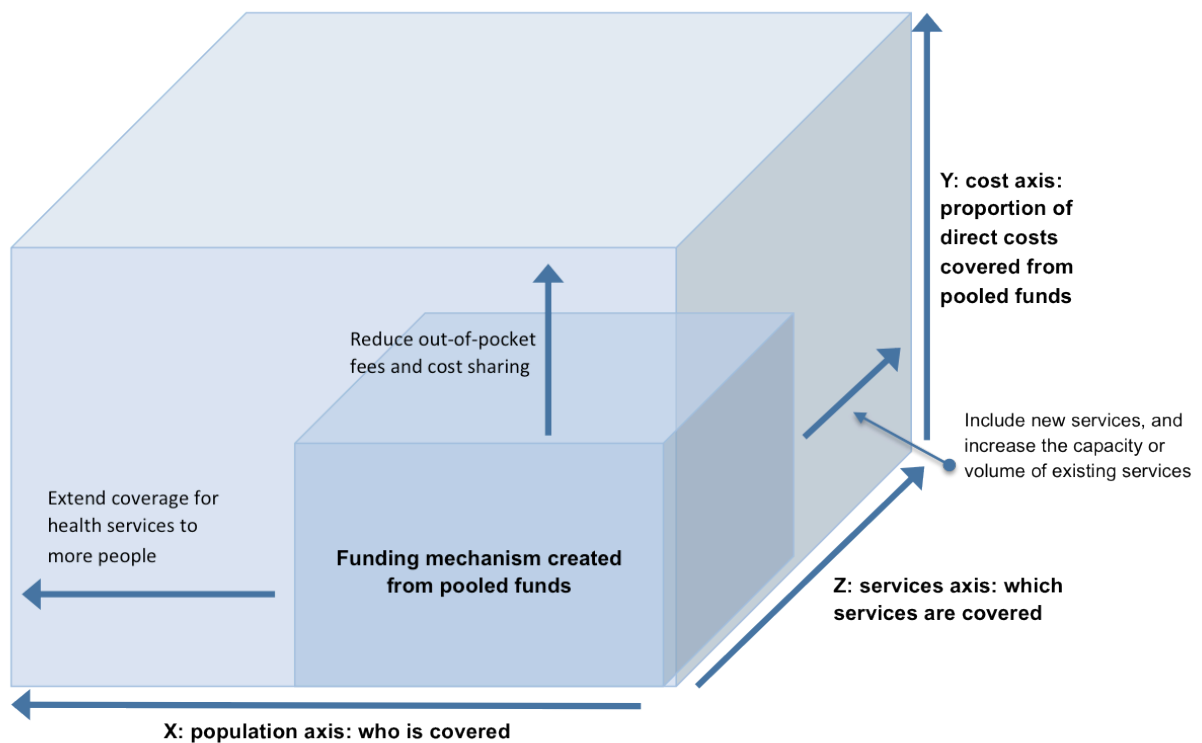 Y: cost axis:
proportion of
direct costs
covered from
pooled funds
Reduce out-of-pocket
fees and cost sharing
Include new services, and
increase the capacity or
volume of existing services
Extend coverage for
health services to
more people
Funding mechanism created
from pooled funds
Z: services axis: which
services are covered
X: population axis: who is covered